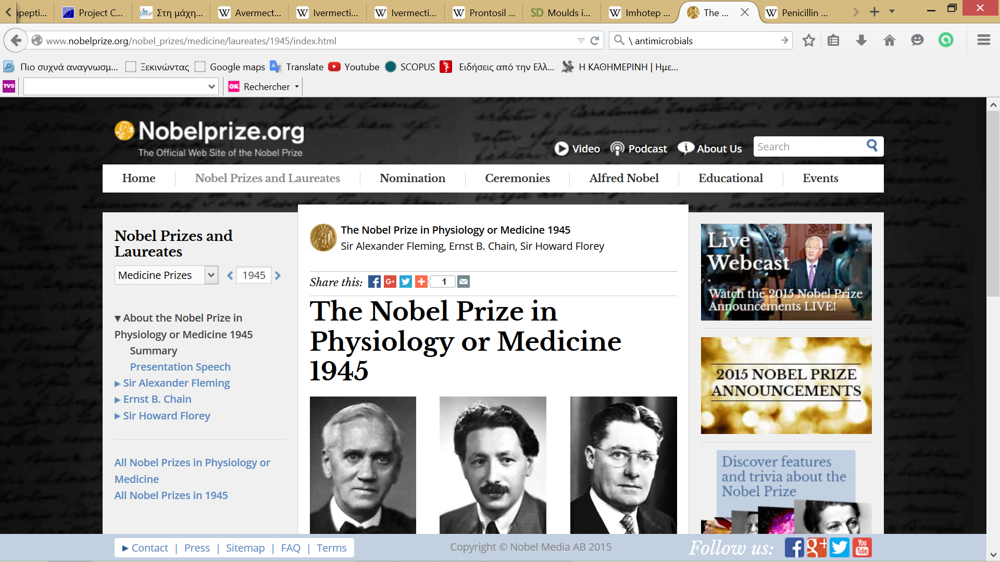 opepti...
Project C...
Στη μάχη...
Avermect...
Ivermecti...
Ivermecti...
Prontosil ...
SD Moulds i...
Imhotep ...
The ...
Penicillin ...
www.nobelprize.org/nobel_prizes/medicine/laureates/1945/index.html
\ antimicrobials
Πιο συχνά αναγνωσμ...
Ξεκινώντας
Google maps
Translate
Youtube
SCOPUS
Ειδήσεις από την Ελλ...
Η ΚΑΘΗΜΕΡΙΝΗ | Ημε...
TV5
OK Rechercher
Nobelprize.org
The Official Web Site of the Nobel Prize
Video
Podcast
About Us
Search
Home
Nobel Prizes and Laureates
Nomination
Ceremonies
Alfred Nobel
Educational
Events
Nobel Prizes and
Laureates
Medicine Prizes
1945
▼ About the Nobel Prize in
Physiology or Medicine 1945
Summary
Presentation Speech
Sir Alexander Fleming
Ernst B. Chain
Sir Howard Florey
All Nobel Prizes in Physiology or
Medicine
All Nobel Prizes in 1945
The Nobel Prize in Physiology or Medicine 1945
Sir Alexander Fleming, Ernst B. Chain, Sir Howard Florey
Share this:
1
The Nobel Prize in
Physiology or Medicine
1945
Live
Webcast
Watch the 2015 Nobel Prize
Announcements LIVE!
2015 NOBEL PRIZE
ANNOUNCEMENTS
Discover features
and trivia about the
Nobel Prize
Contact | Press | Sitemap | FAQ | Terms
Copyright © Nobel Media AB 2015
Follow us:
You
Tube